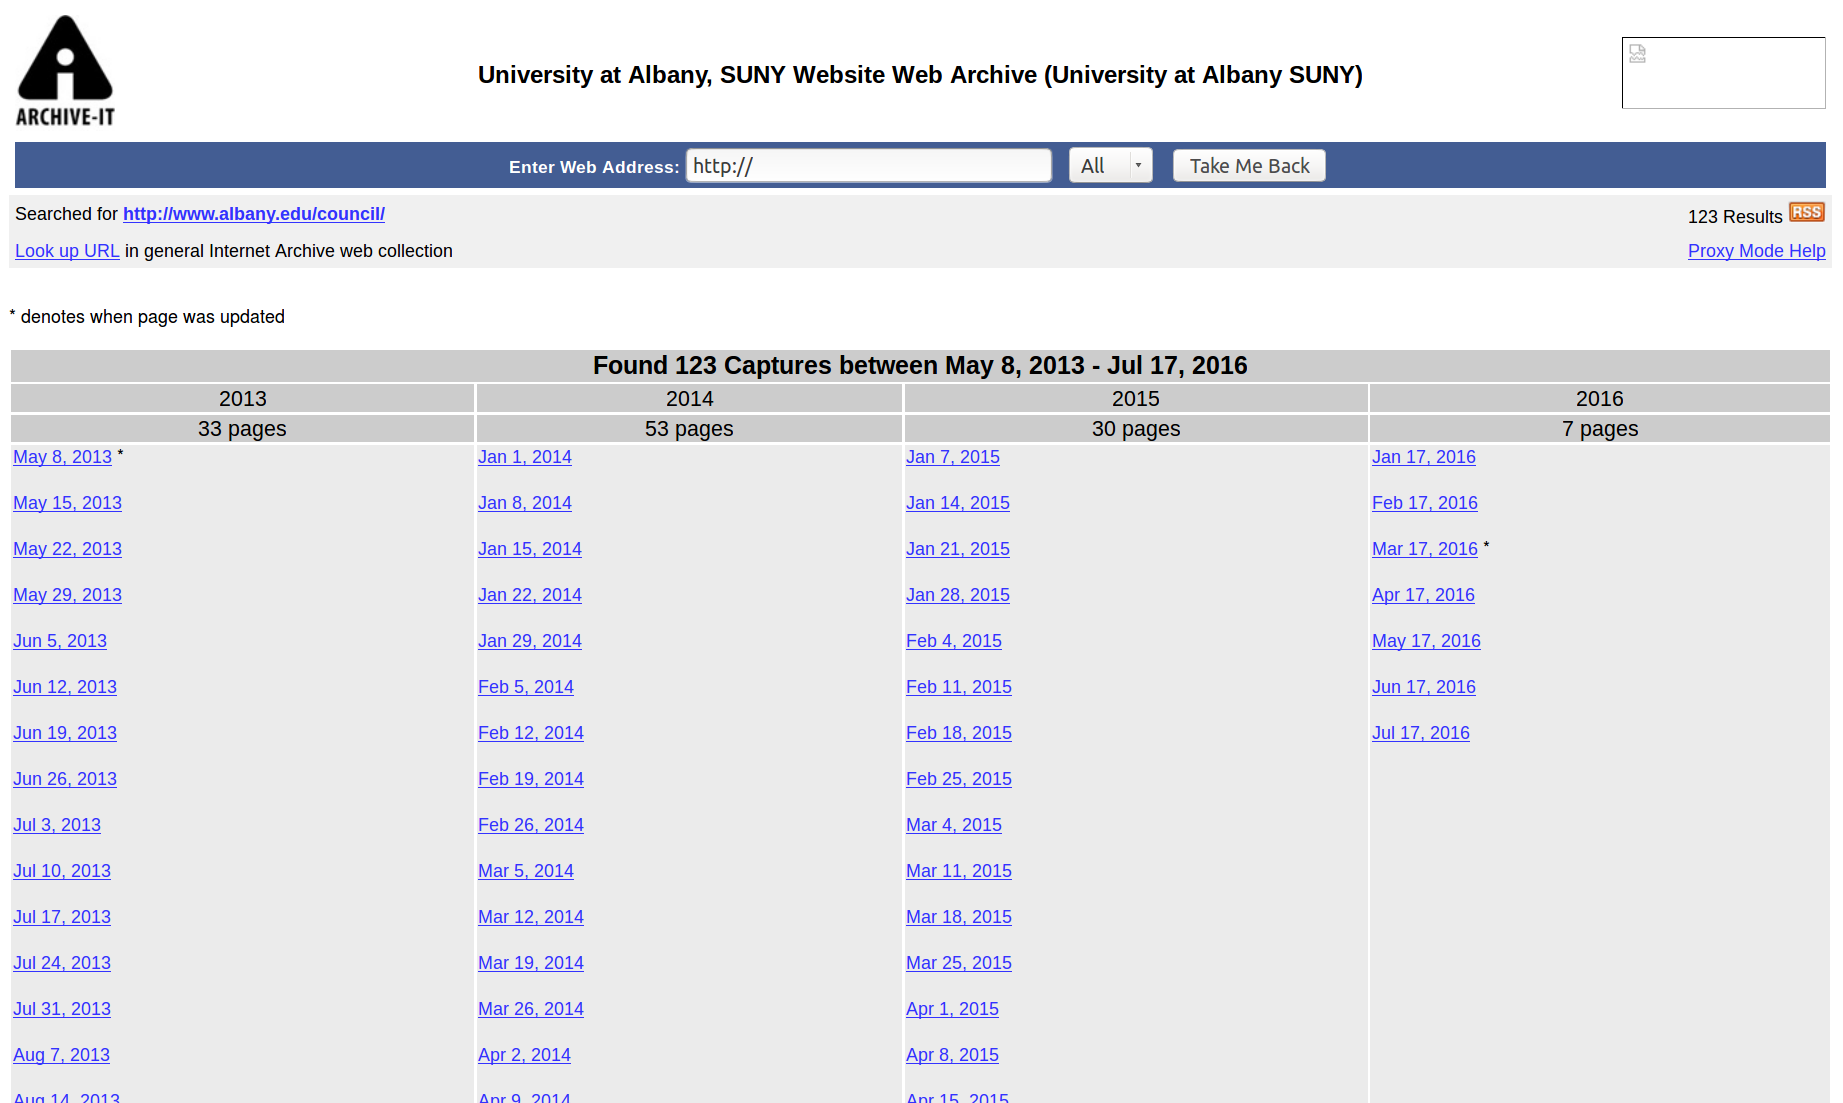 ARCHIVE-IT
University at Albany, SUNY Website Web Archive (University at Albany SUNY)
Enter Web Address: http:// All Take Me Back
Searched for http://www.albany.edu/council/ 123 Results RSS
Look up URL in general Internet Archive web collection Proxy Mode Help
* denotes when page was updated
Found 123 Captures between May 8, 2013 - Jul 17, 2016
2013 2014 2015 2016
33 pages 53 pages 30 pages 7 pages
May 8, 2013 * Jan 1, 2014 Jan 7, 2015 Jan 17, 2016
May 15, 2013 Jan 8, 2014 Jan 14, 2015 Feb 17, 2016
May 22, 2013 Jan 15, 2014 Jan 21, 2015 Mar 17, 2016 *
May 29, 2013 Jan 22, 2014 Jan 28, 2015 Apr 17, 2016
Jun 5, 2013 Jan 29, 2014 Feb 4, 2015 May 17, 2016
Jun 12, 2013 Feb 5, 2014 Feb 11, 2015 Jun 17, 2016
Jun 19, 2013 Feb 12, 2014 Feb 18, 2015 Jul 17, 2016
Jun 26, 2013 Feb 19, 2014 Feb 25, 2015
Jul 3, 2013 Feb 26, 2014 Mar 4, 2015
Jul 10, 2013 Mar 5, 2014 Mar 11, 2015
Jul 17, 2013 Mar 12, 2014 Mar 18, 2015
Jul 24, 2013 Mar 19, 2014 Mar 25, 2015
Jul 31, 2013 Mar 26, 2014 Apr 1, 2015
Aug 7, 2013 Apr 2, 2014 Apr 8, 2015
Aug 14, 2013 Apr 9, 2014 Apr 15, 2015